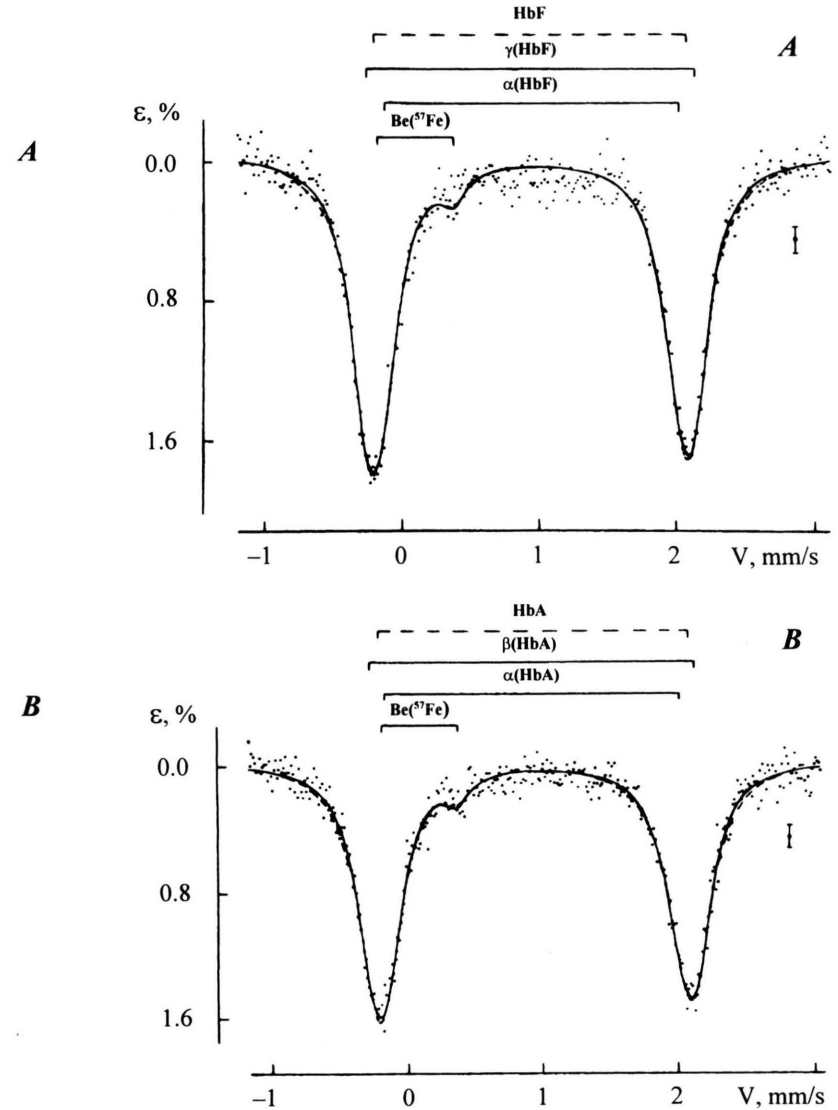 HbF
A
γ(HbF)
α(HbF)
ε, %
Be(⁵⁷Fe)
A
0.0
0.8
1.6
−1 0 1 2 V, mm/s
HbA
B
β(HbA)
α(HbA)
B
ε, %
Be(⁵⁷Fe)
0.0
0.8
1.6
−1 0 1 2 V, mm/s